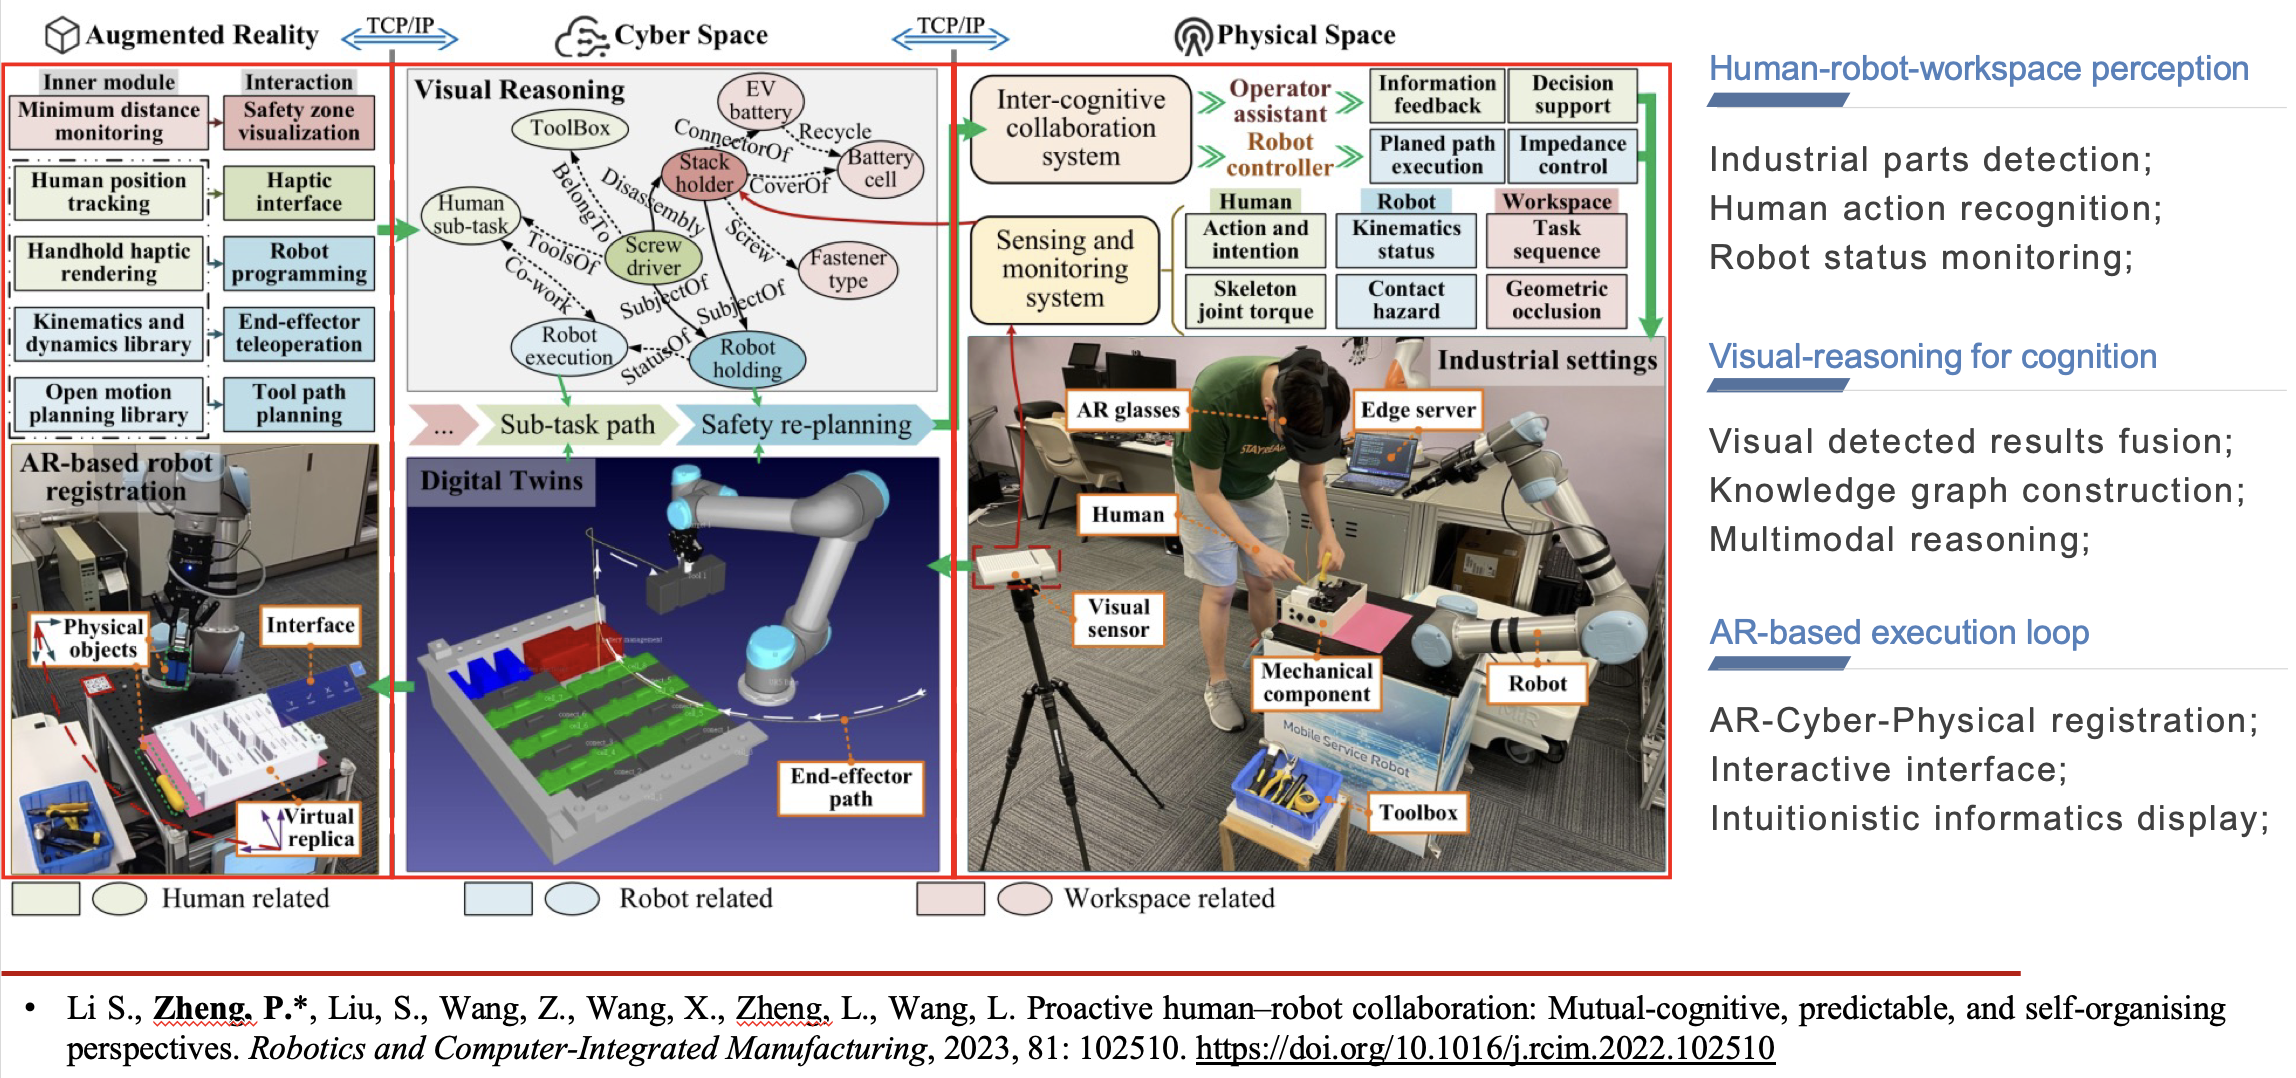 Augmented Reality
TCP/IP
Cyber Space
TCP/IP
Physical Space
Inner module
Interaction
Minimum distance
monitoring
Safety zone
visualization
Human position
tracking
Haptic
interface
Handhold haptic
rendering
Robot
programming
Kinematics and
dynamics library
End-effector
teleoperation
Open motion
planning library
Tool path
planning
AR-based robot
registration
Physical
objects
Interface
Virtual
replica
Visual Reasoning
ToolBox
EV
battery
ConnectorOf
Recycle
Stack
holder
Battery
cell
CoverOf
Disassembly
BelongTo
Human
sub-task
ToolsOf
Screw
driver
Screw
Fastener
type
Co-work
SubjectOf
SubjectOf
Robot
execution
StatusOf
Robot
holding
...
Sub-task path
Safety re-planning
Digital Twins
End-effector
path
Inter-cognitive
collaboration
system
Operator
assistant
Information
feedback
Decision
support
Robot
controller
Planed path
execution
Impedance
control
Sensing and
monitoring
system
Human
Robot
Workspace
Action and
intention
Kinematics
status
Task
sequence
Skeleton
joint torque
Contact
hazard
Geometric
occlusion
Industrial settings
AR glasses
Edge server
STAYREAL
Human
Visual
sensor
Mechanical
component
Robot
MiR
Mobile Service Robot
Toolbox
Human related
Robot related
Workspace related
Human-robot-workspace perception
Industrial parts detection;
Human action recognition;
Robot status monitoring;
Visual-reasoning for cognition
Visual detected results fusion;
Knowledge graph construction;
Multimodal reasoning;
AR-based execution loop
AR-Cyber-Physical registration;
Interactive interface;
Intuitionistic informatics display;
• Li S., Zheng, P.*, Liu, S., Wang, Z., Wang, X., Zheng, L., Wang, L. Proactive human–robot collaboration: Mutual-cognitive, predictable, and self-organising
perspectives. Robotics and Computer-Integrated Manufacturing, 2023, 81: 102510. https://doi.org/10.1016/j.rcim.2022.102510